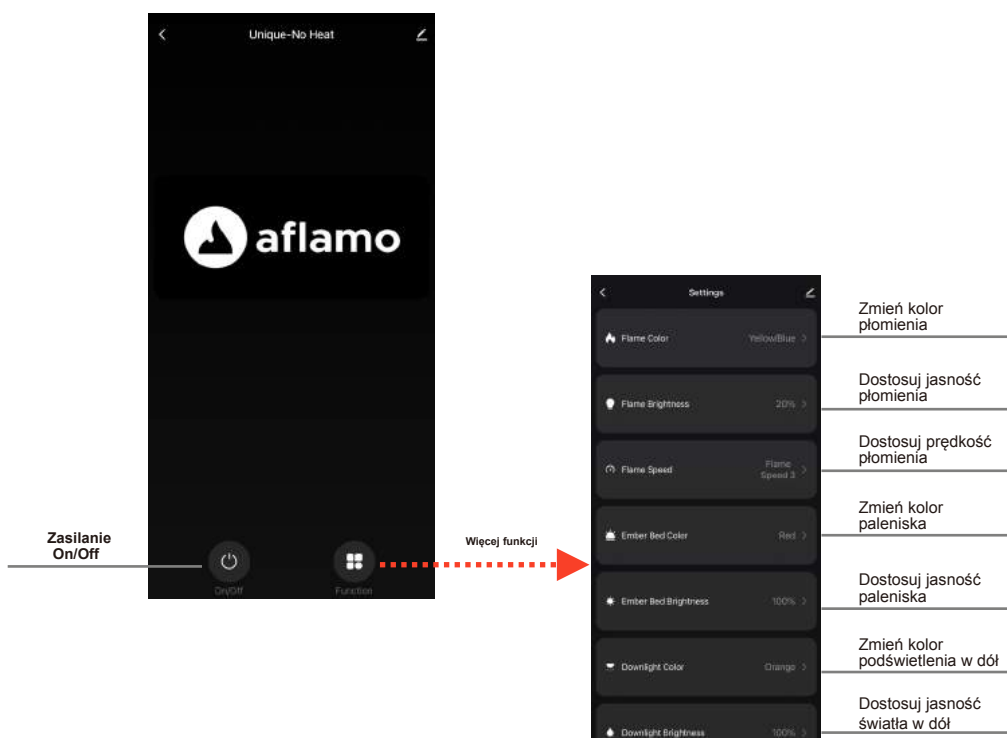 Unique-No Heat
aflamo
Zasilanie
On/Off
On/Off
Function
Więcej funkcji
Settings
Flame Color
Yellow/Blue
Zmień kolor
płomienia
Flame Brightness
20%
Dostosuj jasność
płomienia
Flame Speed
Flame
Speed 3
Dostosuj prędkość
płomienia
Ember Bed Color
Red
Zmień kolor
paleniska
Ember Bed Brightness
100%
Dostosuj jasność
paleniska
Downlight Color
Orange
Zmień kolor
podświetlenia w dół
Downlight Brightness
100%
Dostosuj jasność
światła w dół